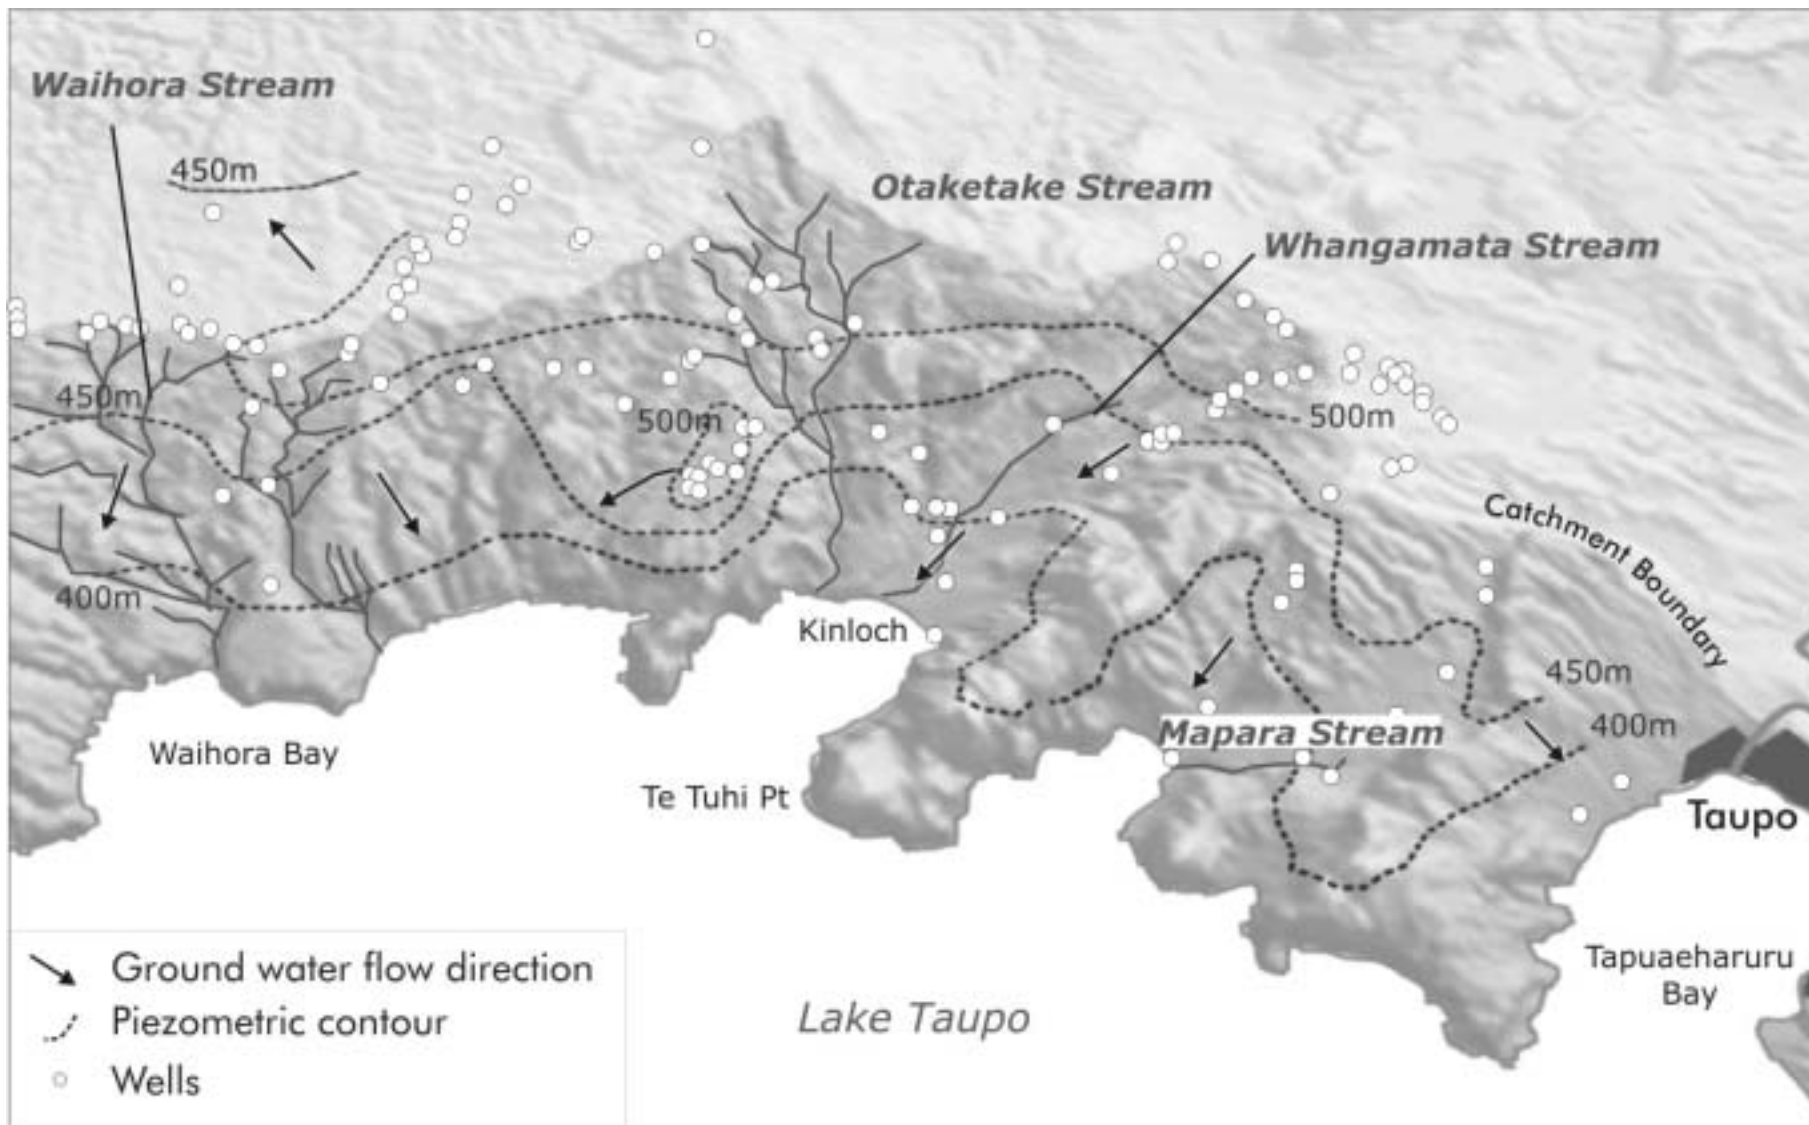 Waihora Stream
450m
Otaketake Stream
Whangamata Stream
450m
500m
500m
Catchment Boundary
400m
Kinloch
450m
400m
Mapara Stream
Waihora Bay
Te Tuhi Pt
Taupo
Ground water flow direction
Piezometric contour
Wells
Lake Taupo
Tapuaeharuru
Bay